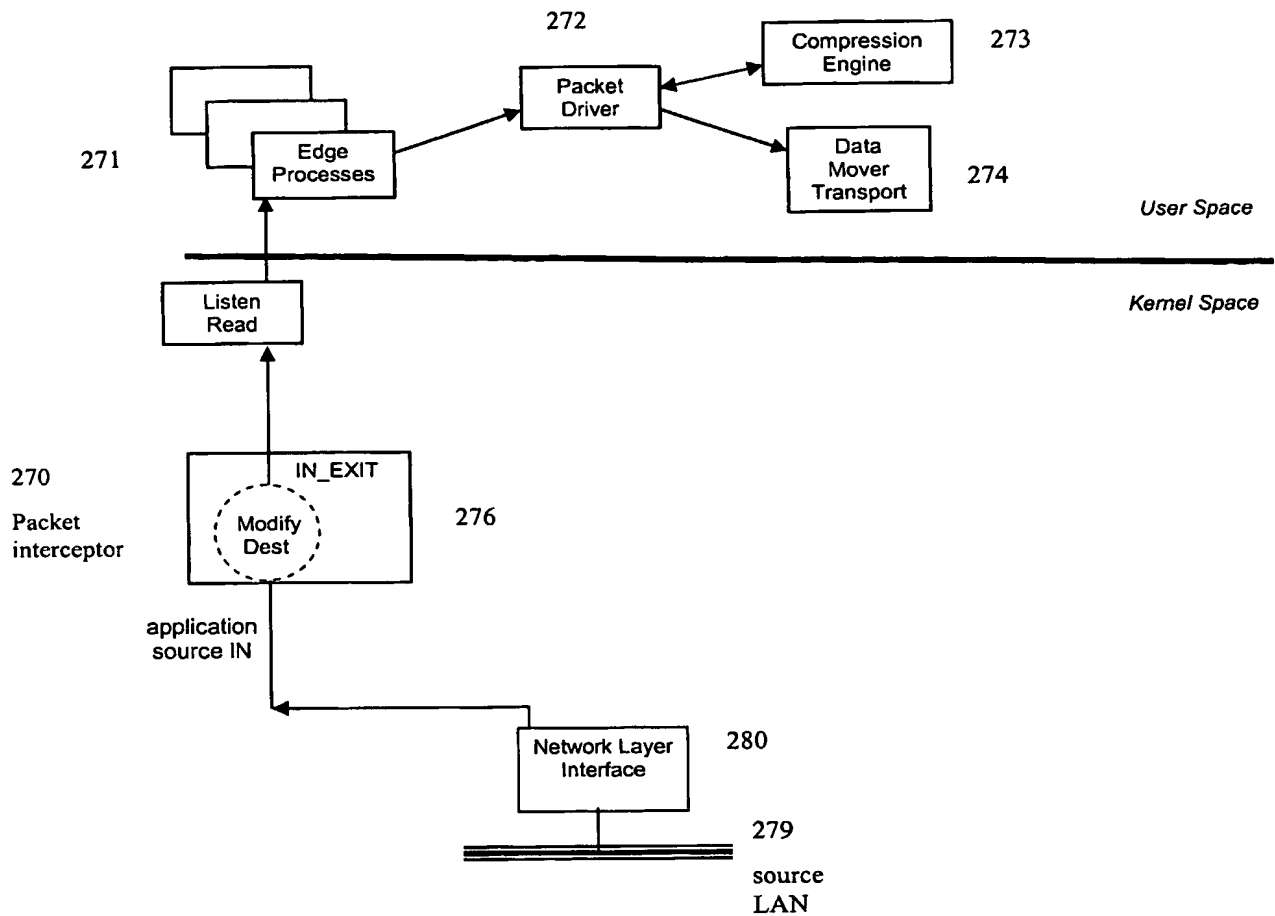 272
Compression
Engine
273
Packet
Driver
271
Edge
Processes
Data
Mover
Transport
274
User Space
Listen
Read
Kernel Space
270
Packet
interceptor
IN_EXIT
Modify
Dest
276
application
source IN
Network Layer
Interface
280
279
source
LAN